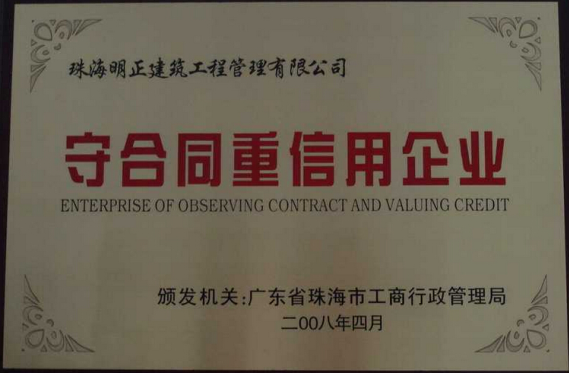 珠海明正建筑工程管理有限公司
守合同重信用企业
ENTERPRISE OF OBSERVING CONTRACT AND VALUING CREDIT
颁发机关:广东省珠海市工商行政管理局
二00八年四月